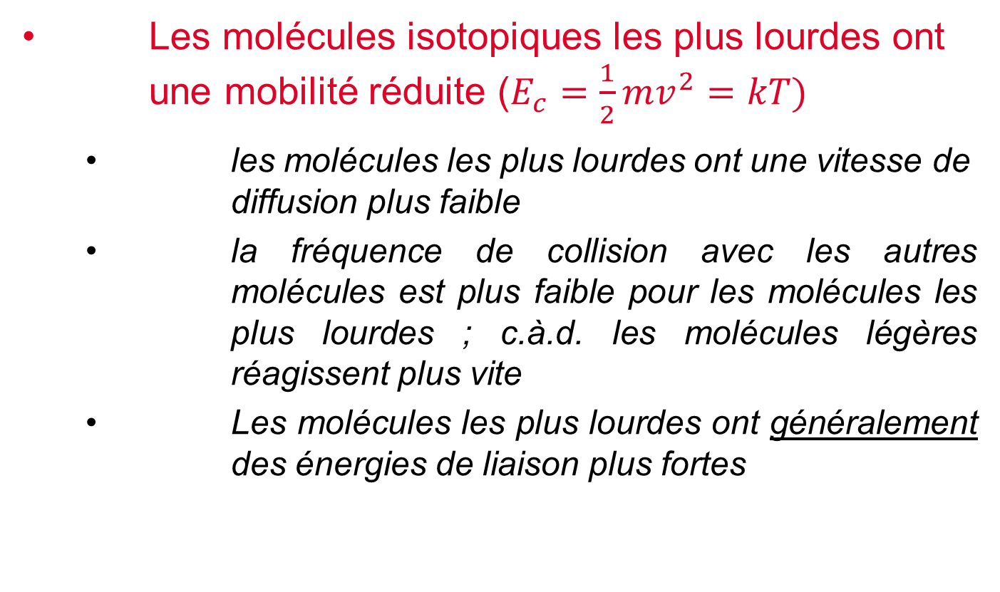 • Les molécules isotopiques les plus lourdes ont
une mobilité réduite ($E_c = \frac{1}{2}mv^2 = kT$)
• les molécules les plus lourdes ont une vitesse de
diffusion plus faible
• la fréquence de collision avec les autres
molécules est plus faible pour les molécules les
plus lourdes ; c.à.d. les molécules légères
réagissent plus vite
• Les molécules les plus lourdes ont généralement
des énergies de liaison plus fortes